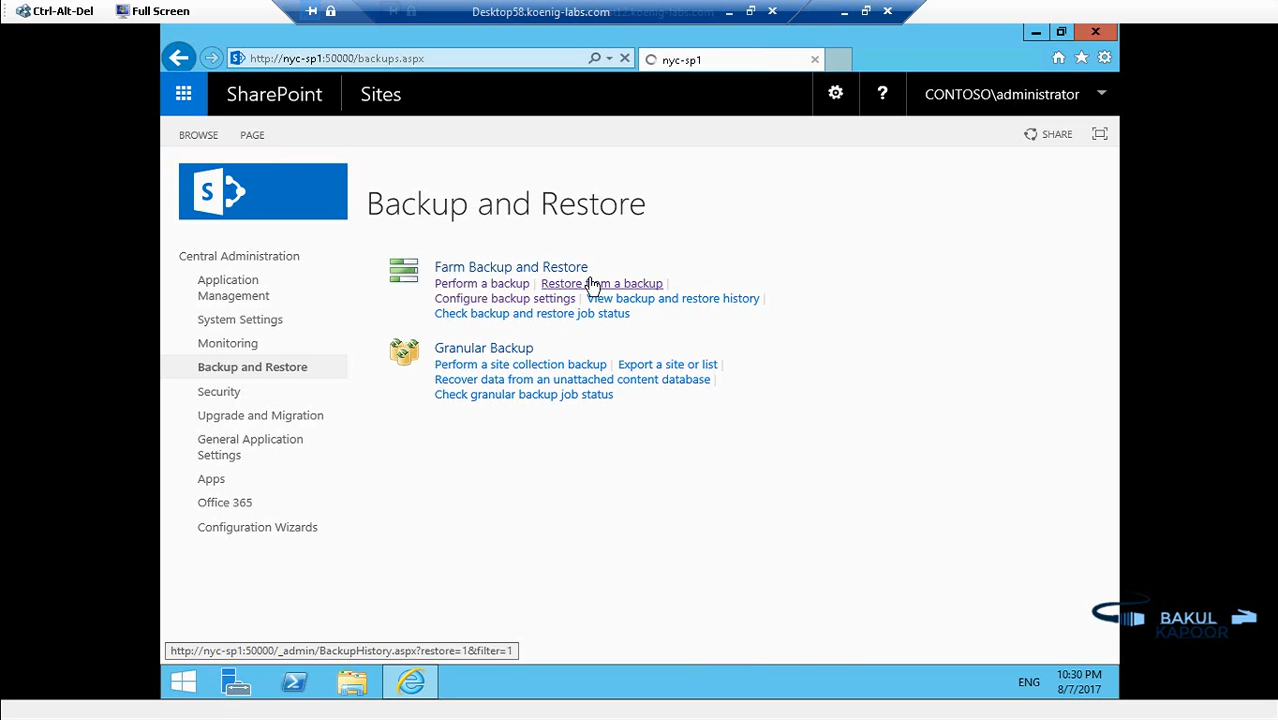 Ctrl-Alt-Del Full Screen
Desktop58.koenig-labs.com
http://nyc-sp1:50000/backups.aspx
nyc-sp1
SharePoint Sites
? CONTOSO\administrator
BROWSE PAGE SHARE
S
Backup and Restore
Central Administration
Application
Management
System Settings
Monitoring
Backup and Restore
Security
Upgrade and Migration
General Application
Settings
Apps
Office 365
Configuration Wizards
Farm Backup and Restore
Perform a backup | Restore from a backup |
Configure backup settings | View backup and restore history |
Check backup and restore job status
Granular Backup
Perform a site collection backup | Export a site or list |
Recover data from an unattached content database |
Check granular backup job status
BAKUL
KAPOOR
http://nyc-sp1:50000/_admin/BackupHistory.aspx?restore=1&filter=1
ENG
10:30 PM
8/7/2017